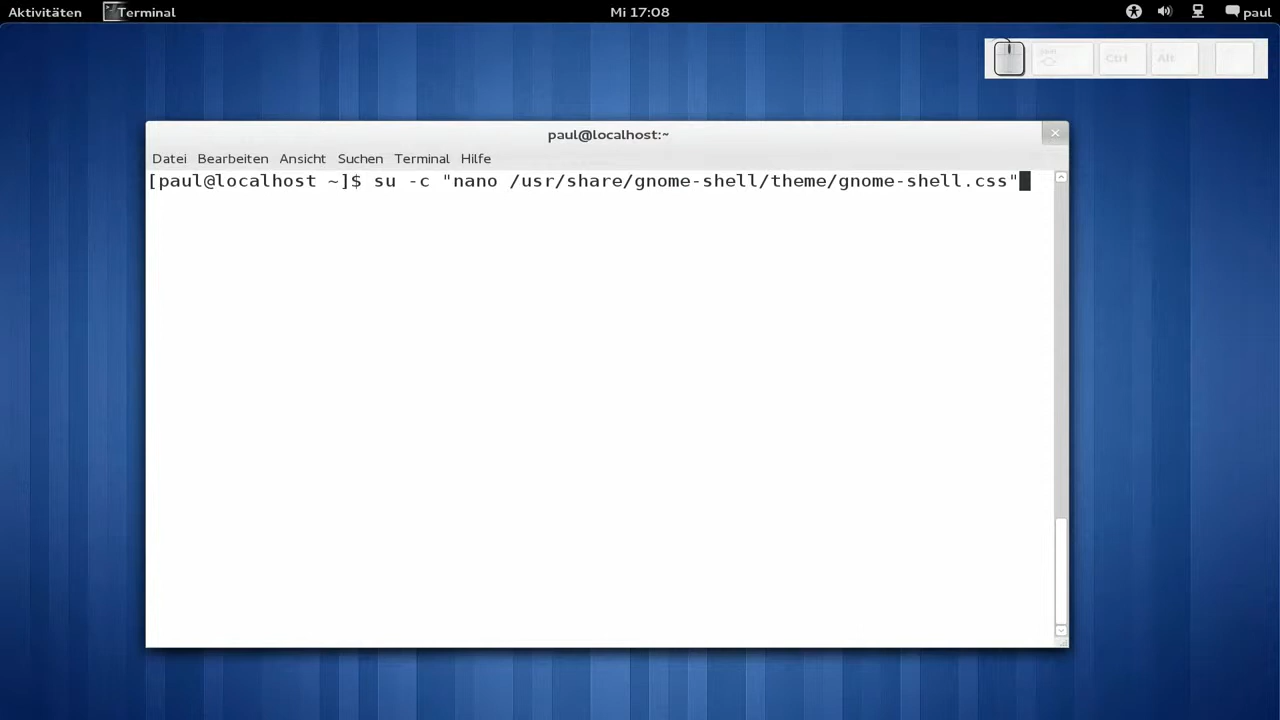 Aktivitäten Terminal Mi 17:08 paul
Ctrl Alt
paul@localhost:~
Datei Bearbeiten Ansicht Suchen Terminal Hilfe
[paul@localhost ~]$ su -c "nano /usr/share/gnome-shell/theme/gnome-shell.css"